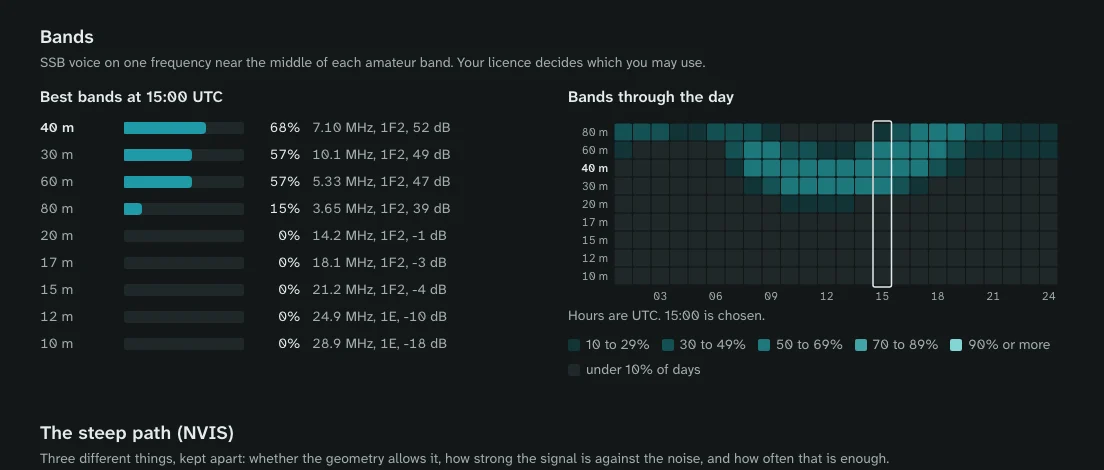 Bands
SSB voice on one frequency near the middle of each amateur band. Your licence decides which you may use.
Best bands at 15:00 UTC
40 m 68% 7.10 MHz, 1F2, 52 dB
30 m 57% 10.1 MHz, 1F2, 49 dB
60 m 57% 5.33 MHz, 1F2, 47 dB
80 m 15% 3.65 MHz, 1F2, 39 dB
20 m 0% 14.2 MHz, 1F2, -1 dB
17 m 0% 18.1 MHz, 1F2, -3 dB
15 m 0% 21.2 MHz, 1F2, -4 dB
12 m 0% 24.9 MHz, 1E, -10 dB
10 m 0% 28.9 MHz, 1E, -18 dB
Bands through the day
80 m
60 m
40 m
30 m
20 m
17 m
15 m
12 m
10 m
03 06 09 12 15 18 21 24
Hours are UTC. 15:00 is chosen.
10 to 29% 30 to 49% 50 to 69% 70 to 89% 90% or more
under 10% of days
The steep path (NVIS)
Three different things, kept apart: whether the geometry allows it, how strong the signal is against the noise, and how often that is enough.